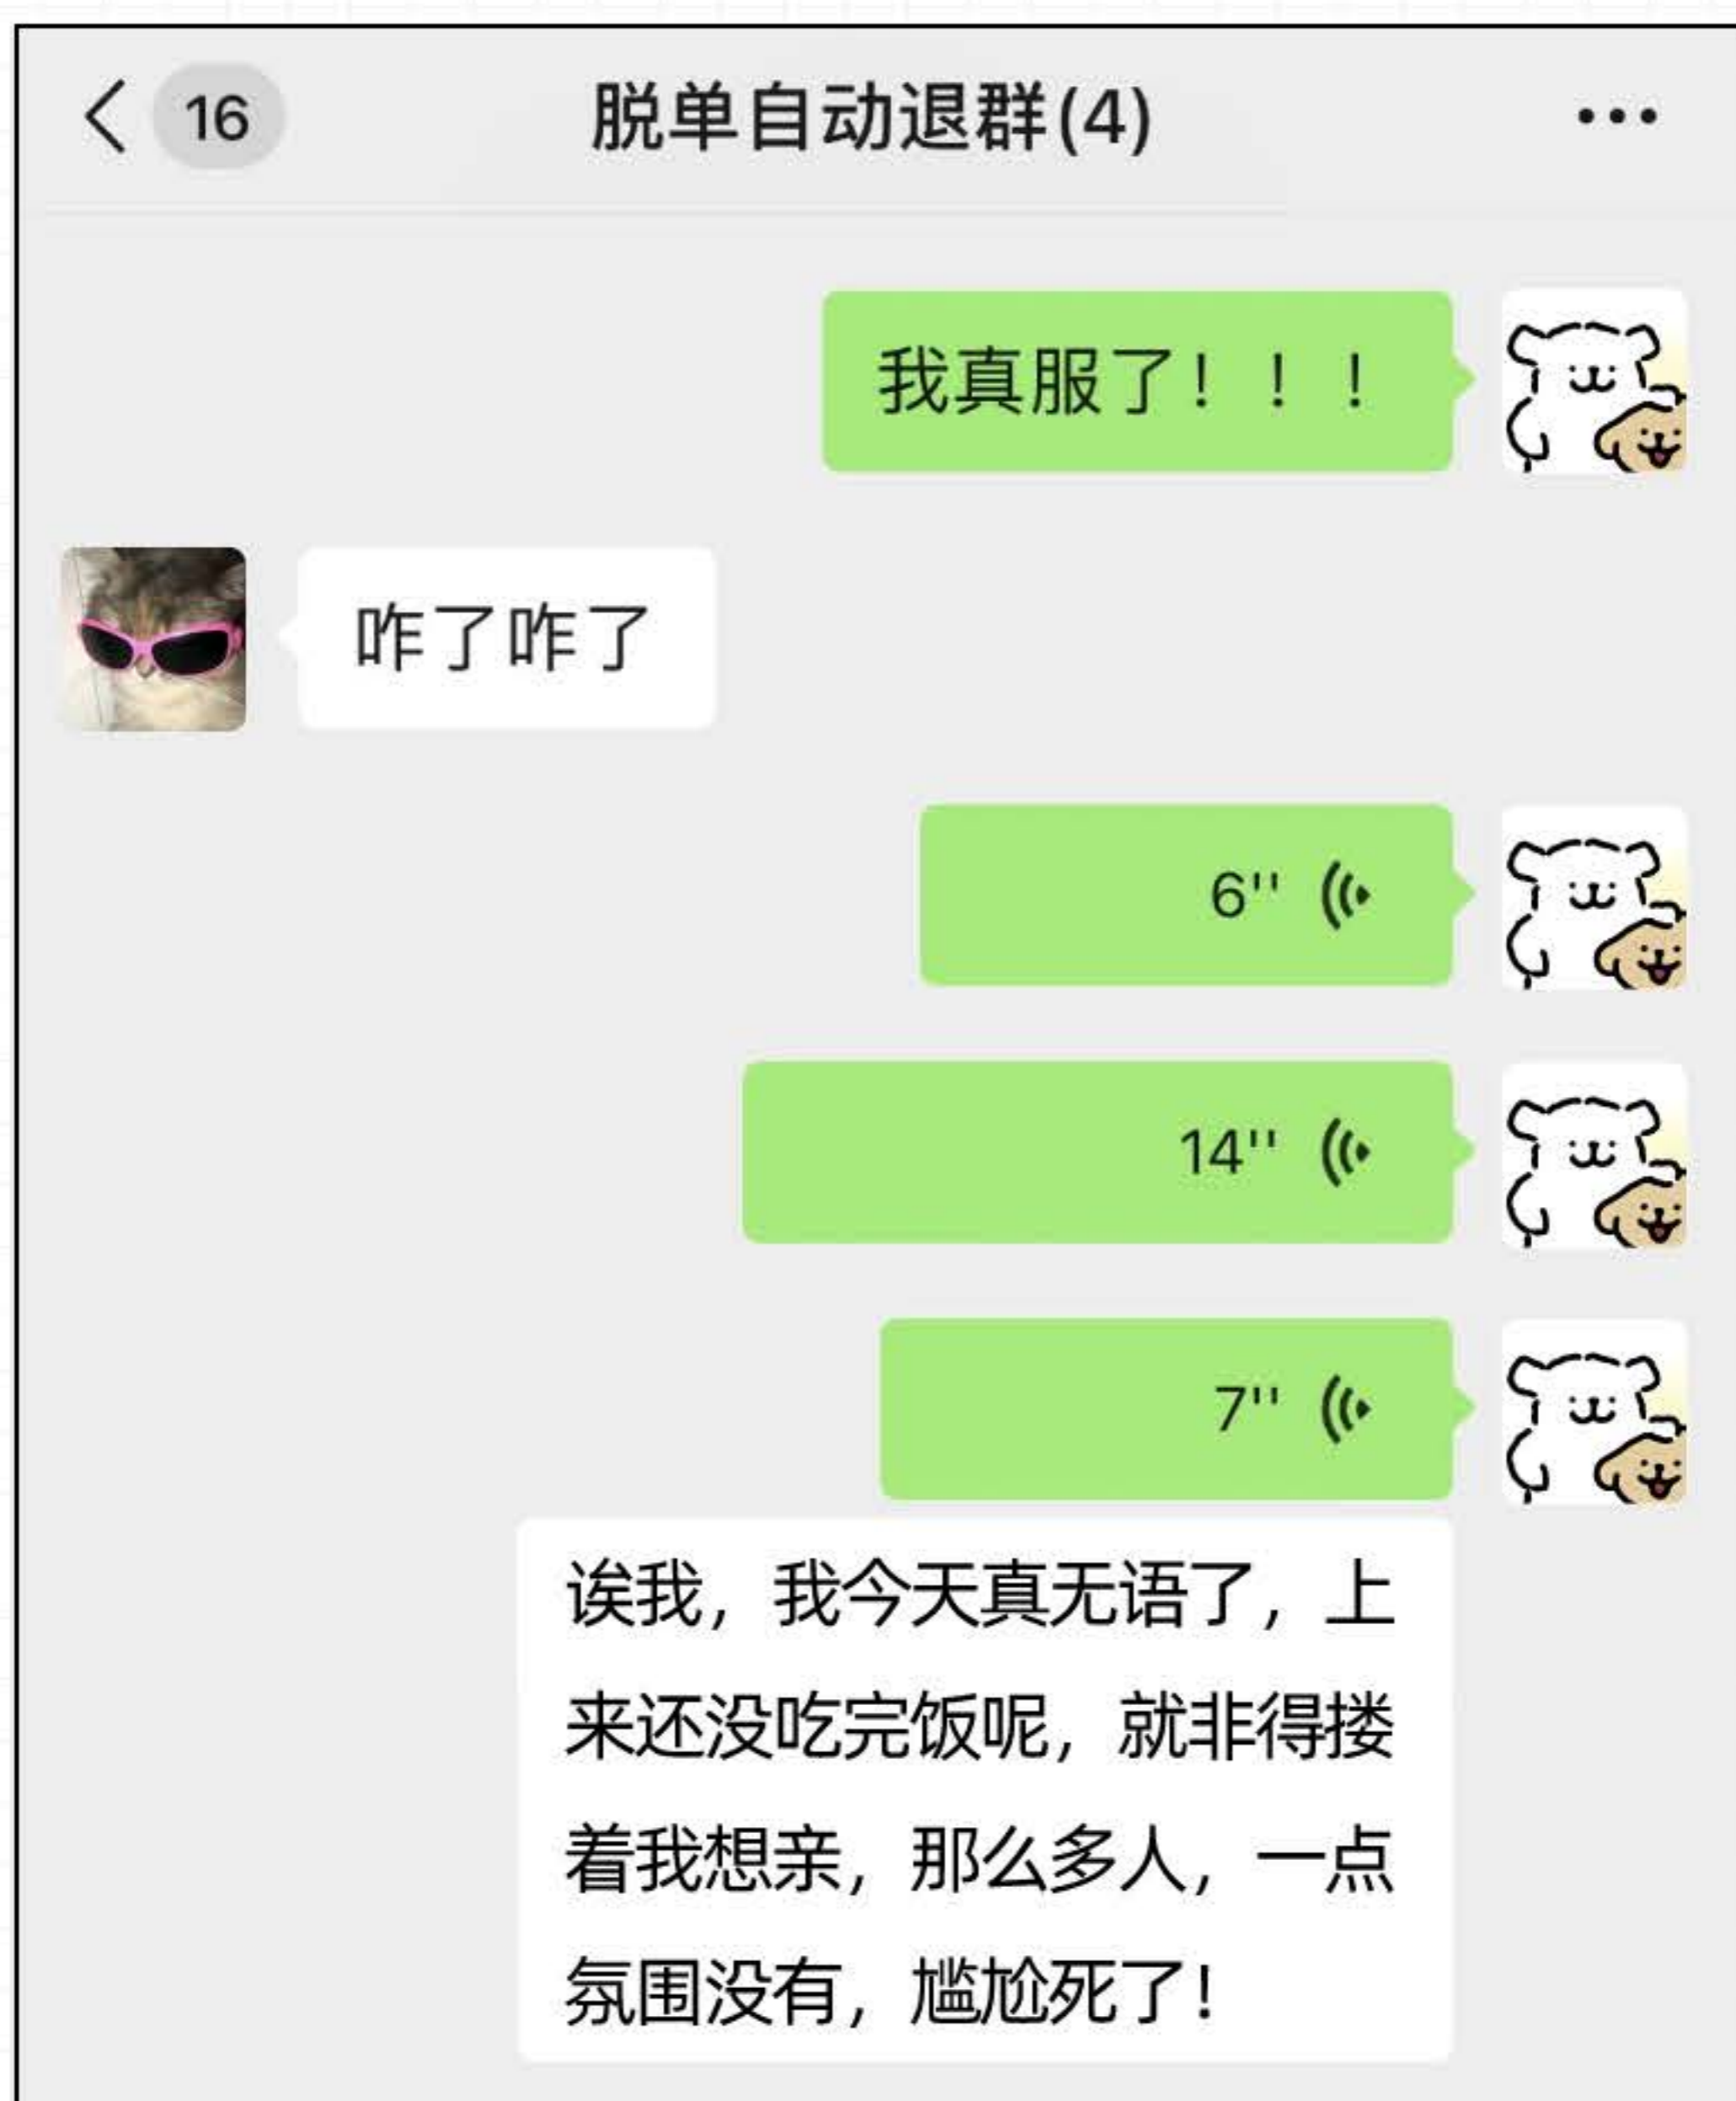 16
脱单自动退群(4)
我真服了！！！
咋了咋了
6''
14''
7''
诶我，我今天真无语了，上
来还没吃完饭呢，就非得搂
着我想亲，那么多人，一点
氛围没有，尴尬死了！